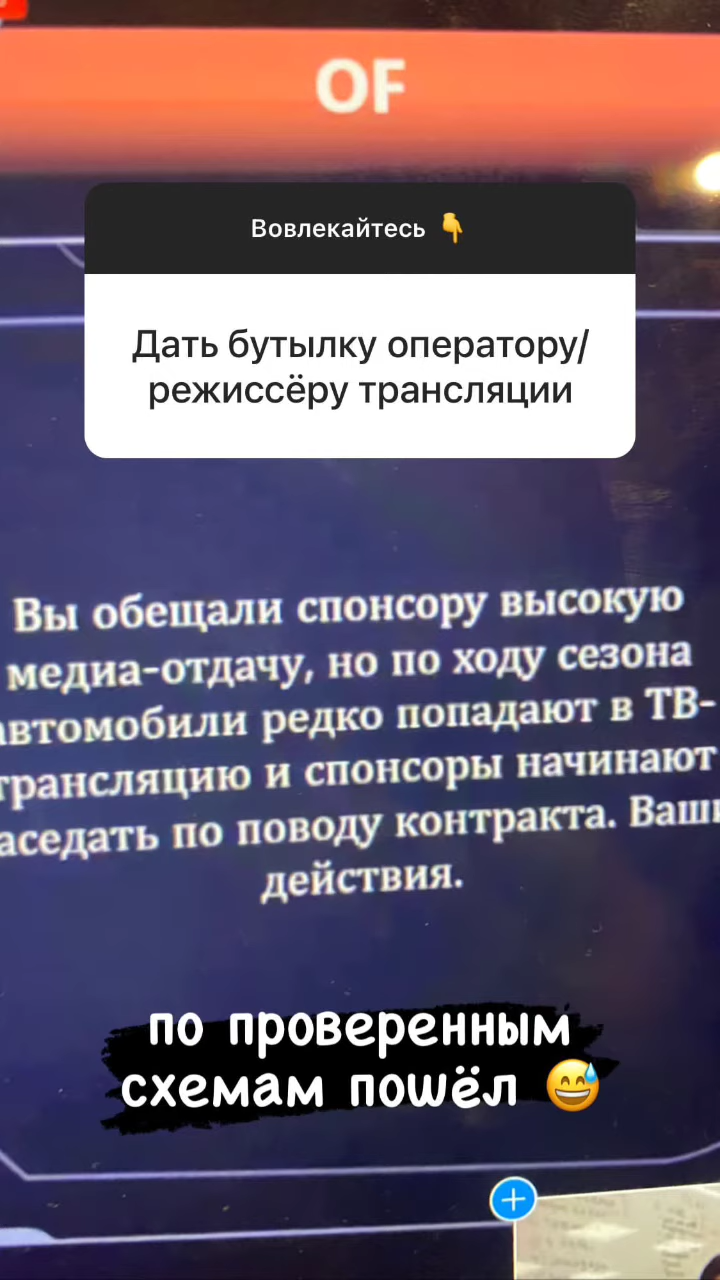 OF
Вовлекайтесь 👇
Дать бутылку оператору/
режиссёру трансляции
Вы обещали спонсору высокую
медиа-отдачу, но по ходу сезона
автомобили редко попадают в ТВ-
трансляцию и спонсоры начинают
аседать по поводу контракта. Ваши
действия.
по проверенным
схемам пошёл 😅